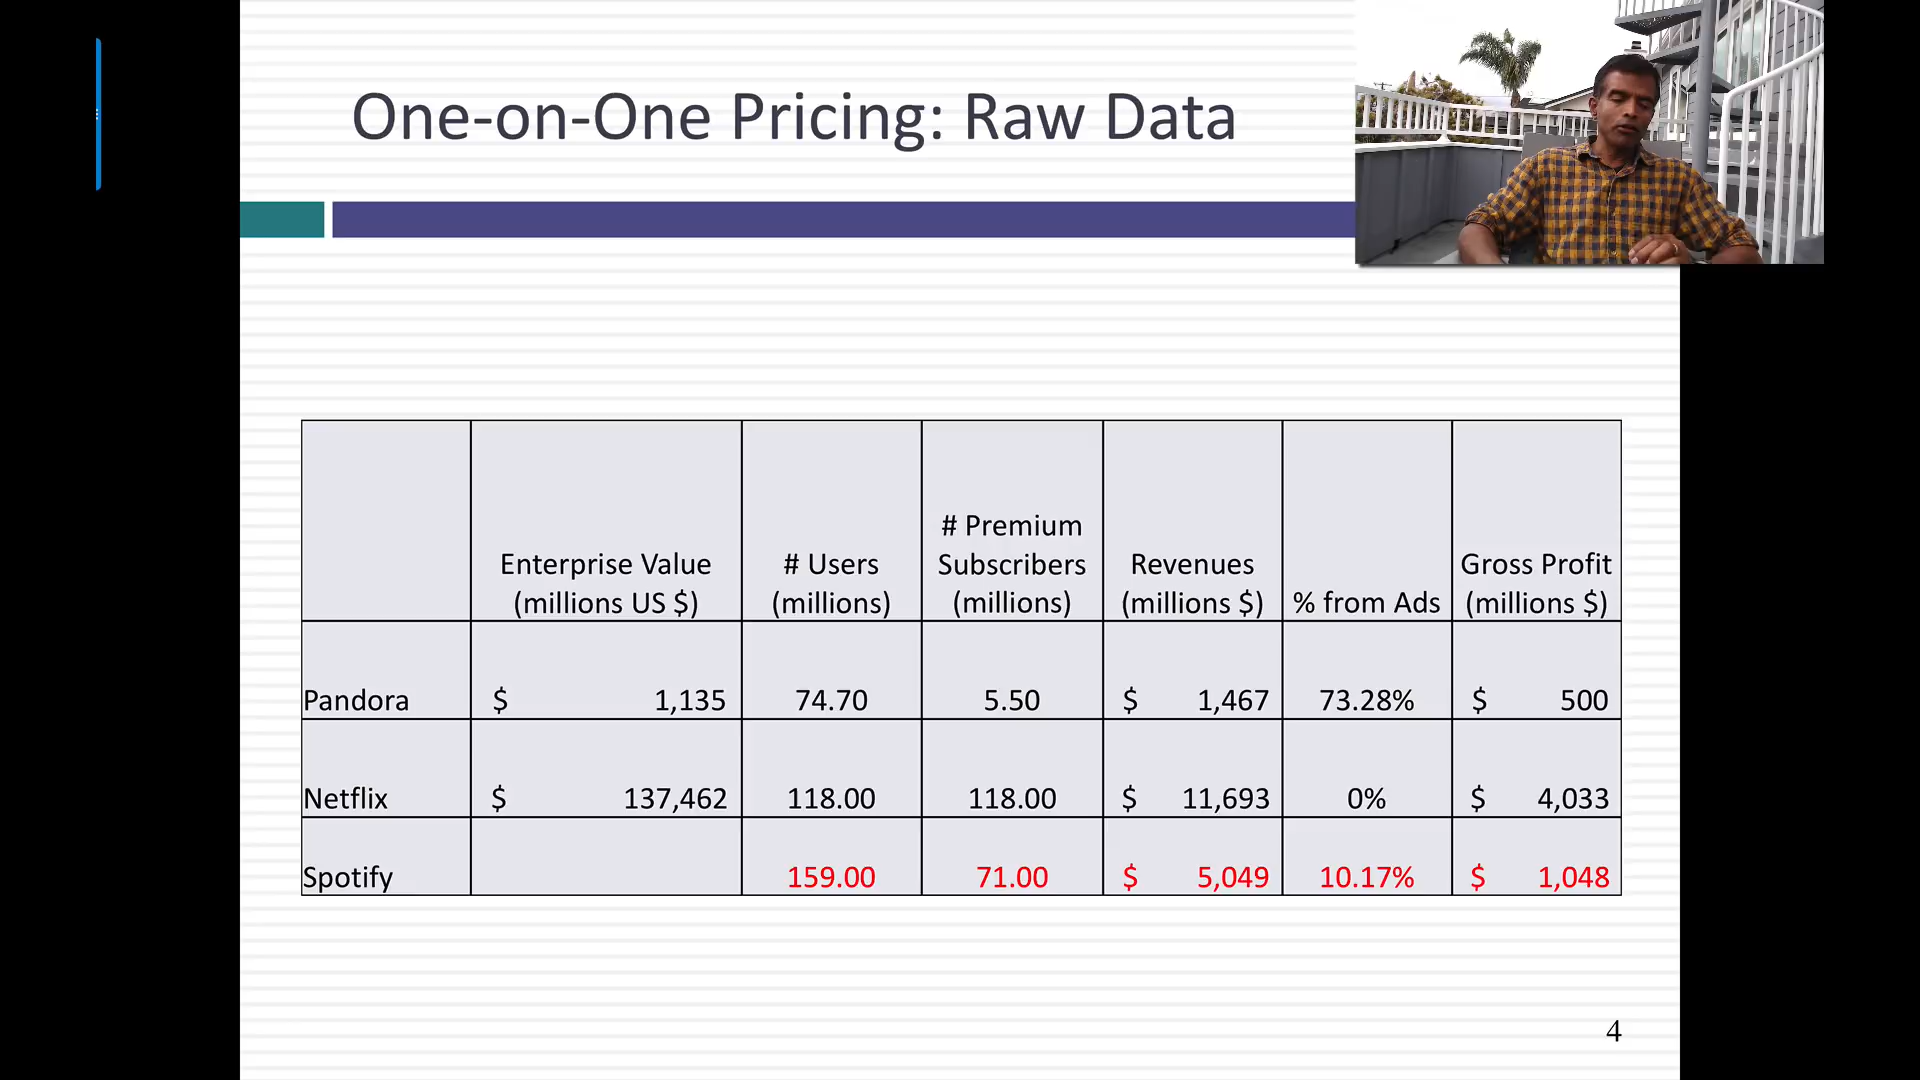 One-on-One Pricing: Raw Data
Enterprise Value
(millions US $)
# Users
(millions)
# Premium
Subscribers
(millions)
Revenues
(millions $)
% from Ads
Gross Profit
(millions $)
Pandora $ 1,135 74.70 5.50 $ 1,467 73.28% $ 500
Netflix $ 137,462 118.00 118.00 $ 11,693 0% $ 4,033
Spotify 159.00 71.00 $ 5,049 10.17% $ 1,048
4